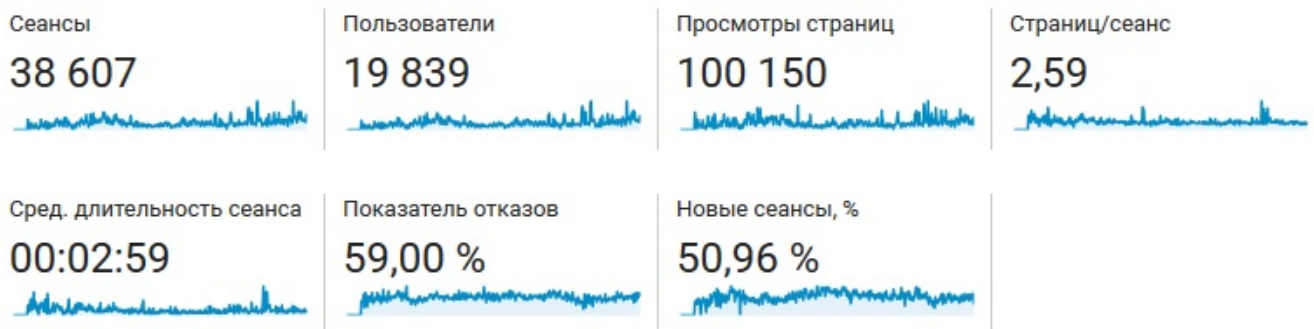 Сеансы
38 607
Пользователи
19 839
Просмотры страниц
100 150
Страниц/сеанс
2,59
Сред. длительность сеанса
00:02:59
Показатель отказов
59,00 %
Новые сеансы, %
50,96 %